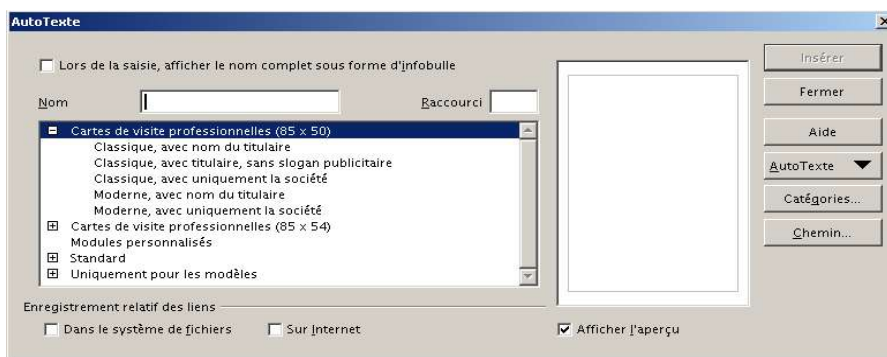 AutoTexte
Lors de la saisie, afficher le nom complet sous forme d'infobulle
Nom
Raccourci
Cartes de visite professionnelles (85 x 50)
Classique, avec nom du titulaire
Classique, avec titulaire, sans slogan publicitaire
Classique, avec uniquement la société
Moderne, avec nom du titulaire
Moderne, avec uniquement la société
Cartes de visite professionnelles (85 x 54)
Modules personnalisés
Standard
Uniquement pour les modèles
Enregistrement relatif des liens
Dans le système de fichiers
Sur Internet
Afficher l'aperçu
Insérer
Fermer
Aide
AutoTexte
Catégories...
Chemin...